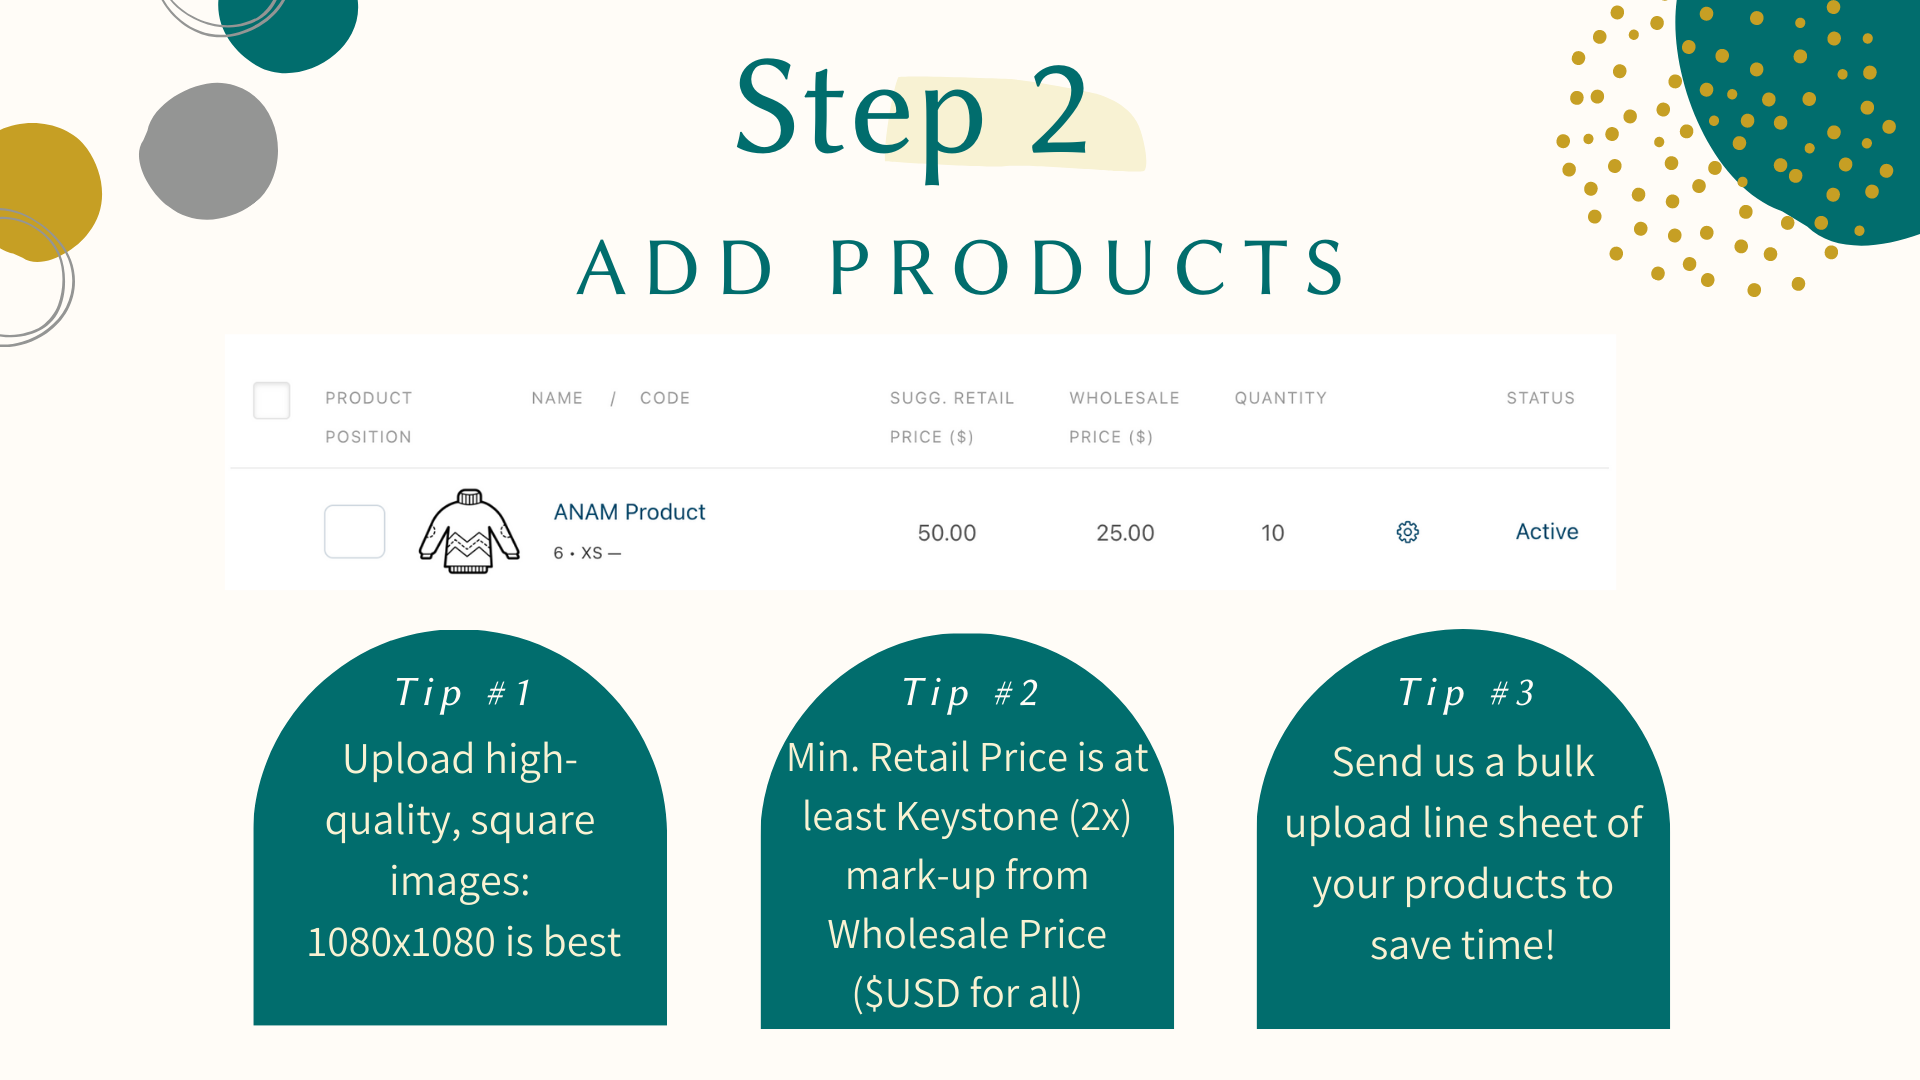 Step 2
ADD PRODUCTS
PRODUCT POSITION
NAME / CODE
SUGG. RETAIL PRICE ($)
WHOLESALE PRICE ($)
QUANTITY
STATUS
ANAM Product
6 • XS —
50.00
25.00
10
Active
Tip #1
Upload high-
quality, square
images:
1080x1080 is best
Tip #2
Min. Retail Price is at
least Keystone (2x)
mark-up from
Wholesale Price
($USD for all)
Tip #3
Send us a bulk
upload line sheet of
your products to
save time!